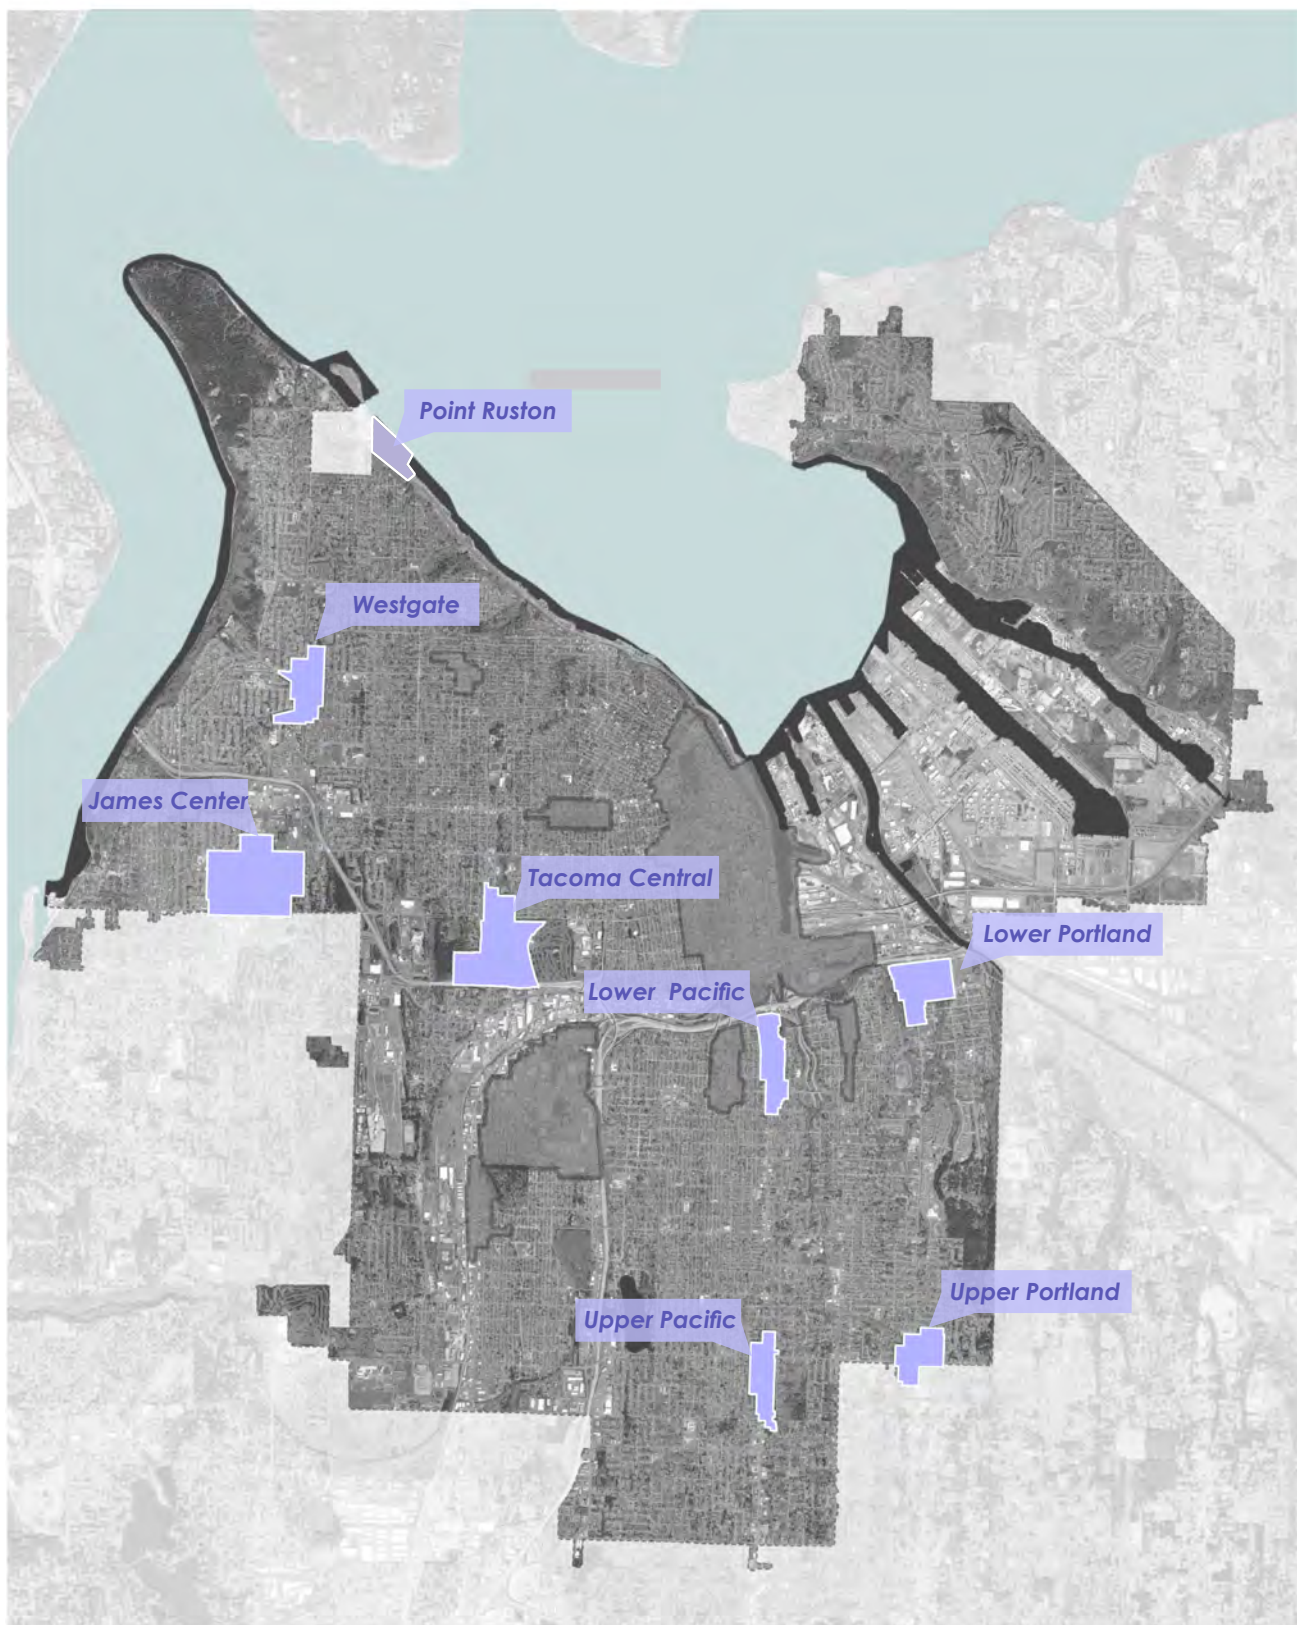 Point Ruston
Westgate
James Center
Tacoma Central
Lower Portland
Lower Pacific
Upper Portland
Upper Pacific